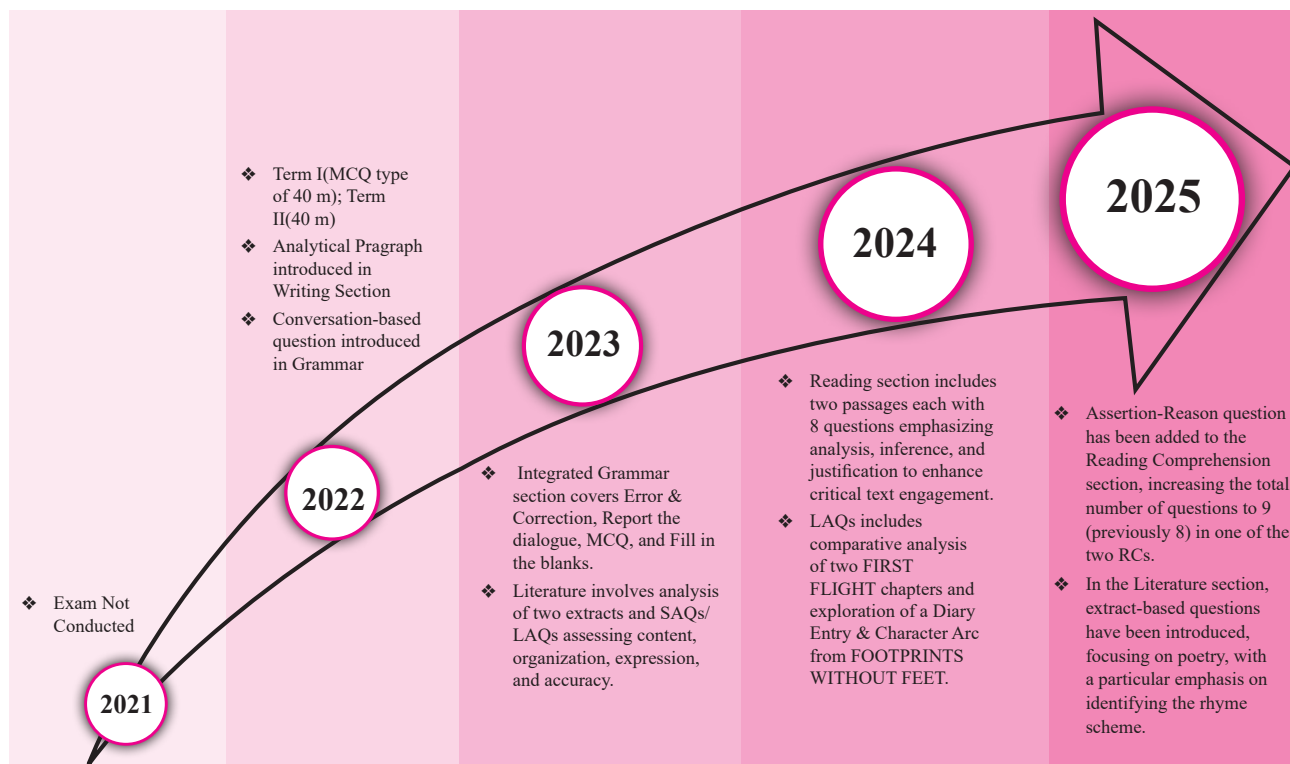 2021
❖ Exam Not
Conducted
2022
❖ Term I(MCQ type
of 40 m); Term
II(40 m)
❖ Analytical Pragraph
introduced in
Writing Section
❖ Conversation-based
question introduced
in Grammar
2023
❖ Integrated Grammar
section covers Error &
Correction, Report the
dialogue, MCQ, and Fill in
the blanks.
❖ Literature involves analysis
of two extracts and SAQs/
LAQs assessing content,
organization, expression,
and accuracy.
2024
❖ Reading section includes
two passages each with
8 questions emphasizing
analysis, inference, and
justification to enhance
critical text engagement.
❖ LAQs includes
comparative analysis
of two FIRST
FLIGHT chapters and
exploration of a Diary
Entry & Character Arc
from FOOTPRINTS
WITHOUT FEET.
2025
❖ Assertion-Reason question
has been added to the
Reading Comprehension
section, increasing the total
number of questions to 9
(previously 8) in one of the
two RCs.
❖ In the Literature section,
extract-based questions
have been introduced,
focusing on poetry, with
a particular emphasis on
identifying the rhyme
scheme.